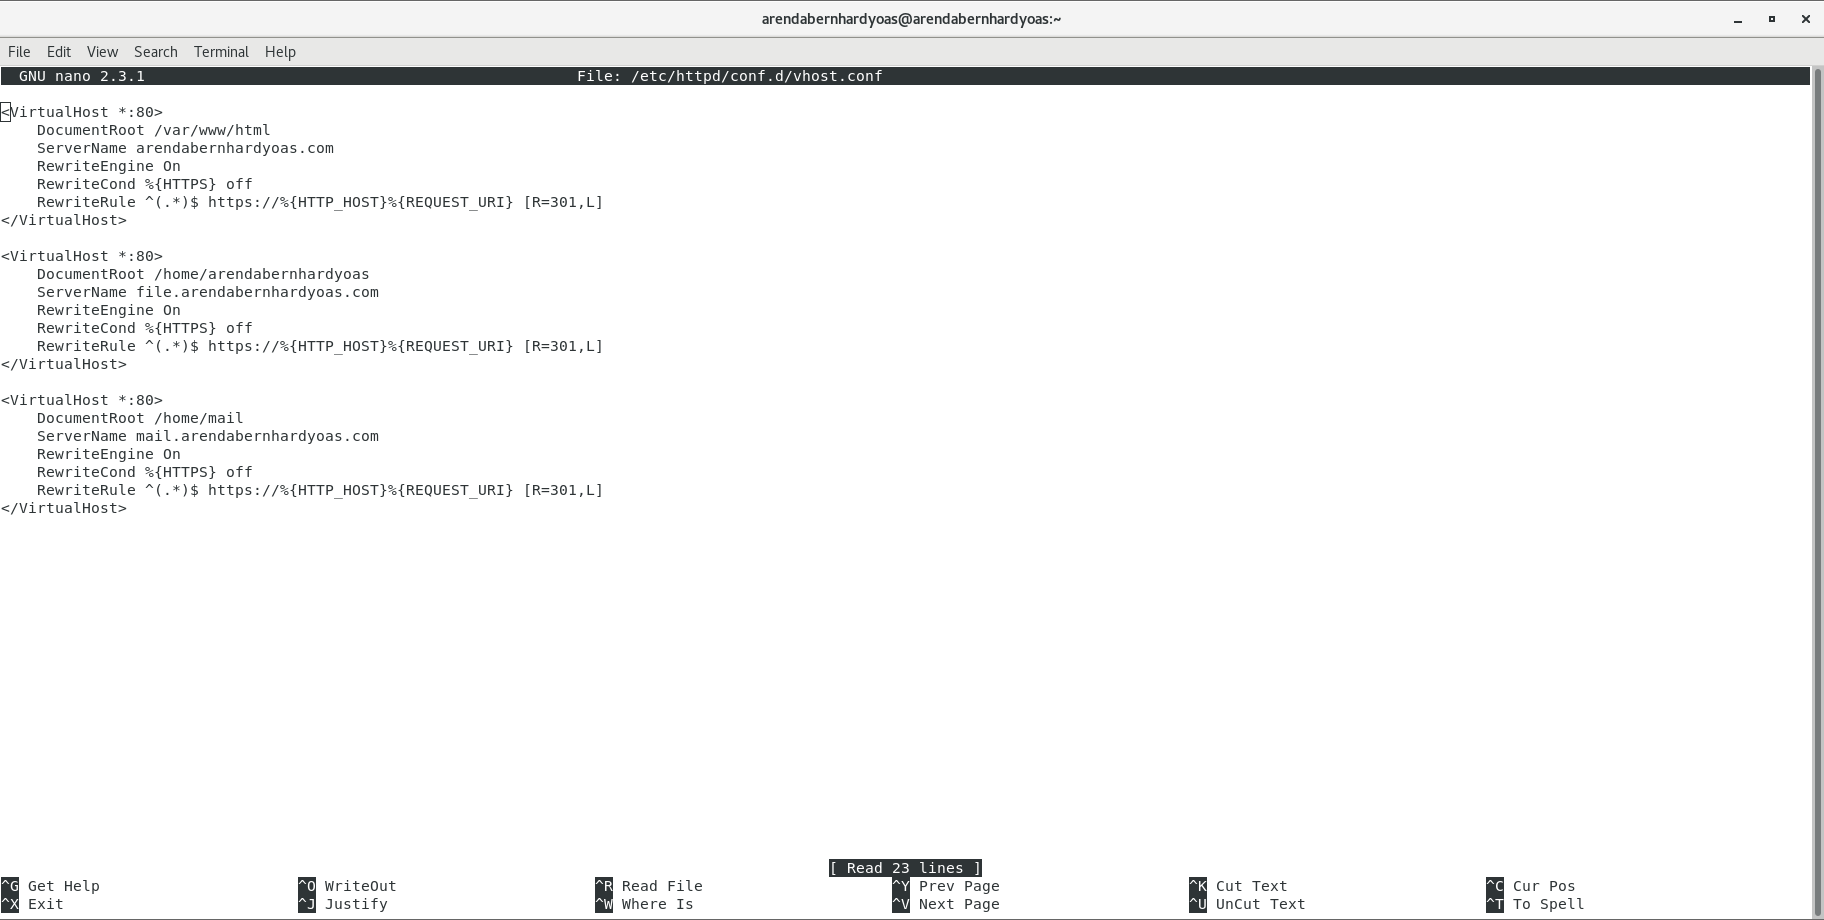 arendabernhardyoas@arendabernhardyoas:~
File Edit View Search Terminal Help
GNU nano 2.3.1 File: /etc/httpd/conf.d/vhost.conf
<VirtualHost *:80>
    DocumentRoot /var/www/html
    ServerName arendabernhardyoas.com
    RewriteEngine On
    RewriteCond %{HTTPS} off
    RewriteRule ^(.*)$ https://%{HTTP_HOST}%{REQUEST_URI} [R=301,L]
</VirtualHost>
<VirtualHost *:80>
    DocumentRoot /home/arendabernhardyoas
    ServerName file.arendabernhardyoas.com
    RewriteEngine On
    RewriteCond %{HTTPS} off
    RewriteRule ^(.*)$ https://%{HTTP_HOST}%{REQUEST_URI} [R=301,L]
</VirtualHost>
<VirtualHost *:80>
    DocumentRoot /home/mail
    ServerName mail.arendabernhardyoas.com
    RewriteEngine On
    RewriteCond %{HTTPS} off
    RewriteRule ^(.*)$ https://%{HTTP_HOST}%{REQUEST_URI} [R=301,L]
</VirtualHost>
[ Read 23 lines ]
^G Get Help ^O WriteOut ^R Read File ^Y Prev Page ^K Cut Text ^C Cur Pos
^X Exit ^J Justify ^W Where Is ^V Next Page ^U UnCut Text ^T To Spell